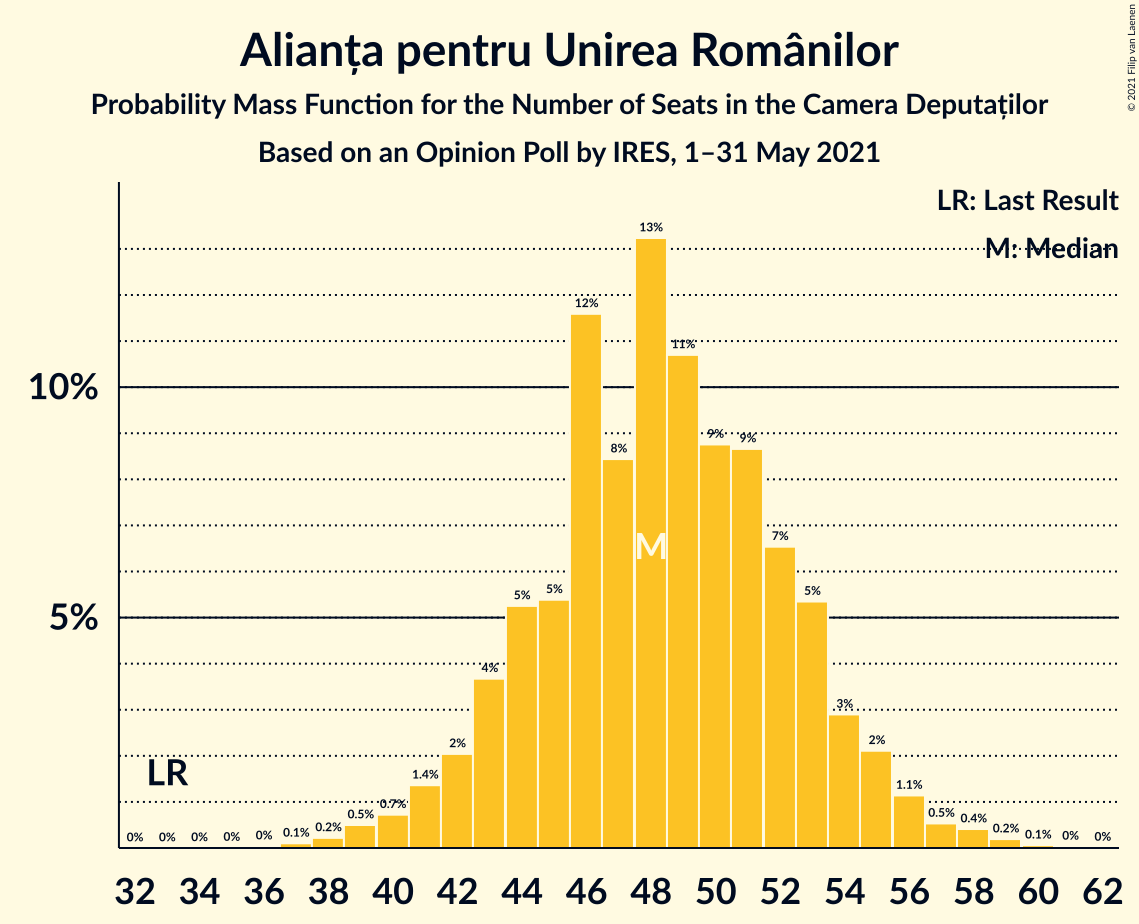 Alianța pentru Unirea Românilor
Probability Mass Function for the Number of Seats in the Camera Deputaților
Based on an Opinion Poll by IRES, 1–31 May 2021
© 2021 Filip van Laenen
LR: Last Result
M: Median
10%
5%
0% 0% 0% 0% 0% 0.1% 0.2% 0.5% 0.7% 1.4% 2% 4% 5% 5% 12% 8% 13% 11% 9% 9% 7% 5% 3% 2% 1.1% 0.5% 0.4% 0.2% 0.1% 0% 0%
LR
M
32 34 36 38 40 42 44 46 48 50 52 54 56 58 60 62